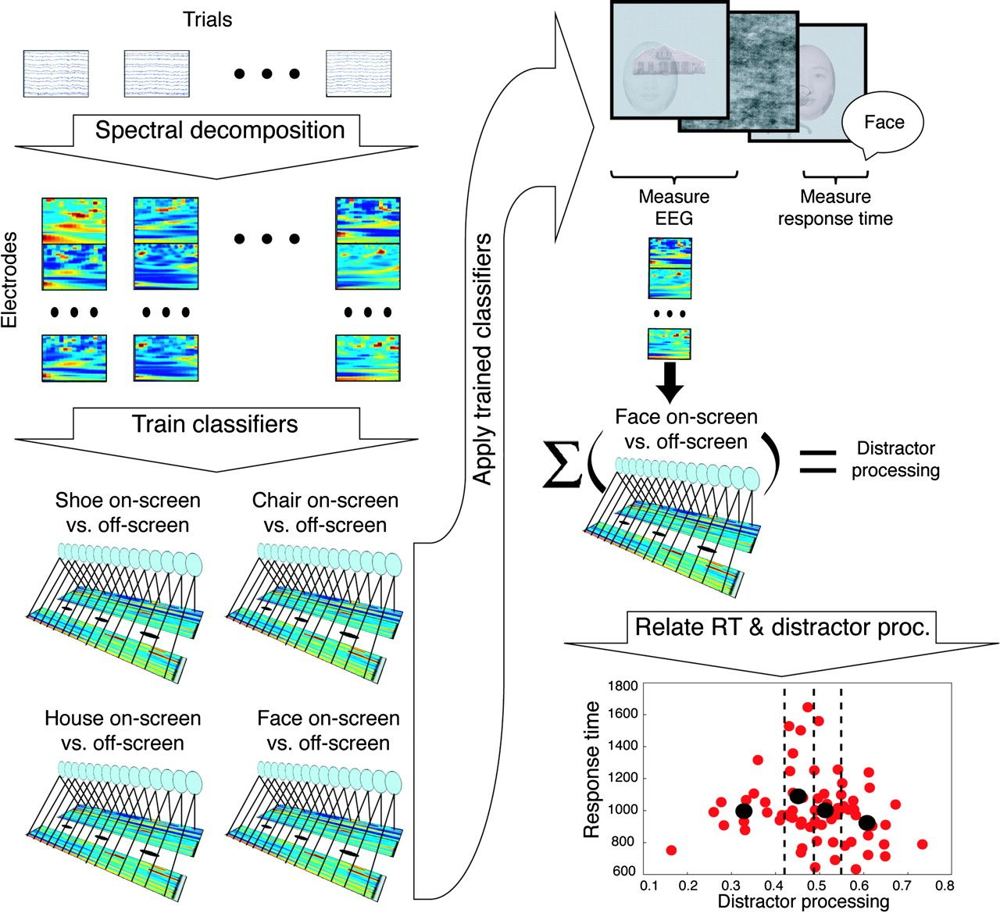 Trials
Spectral decomposition
Electrodes
Train classifiers
Shoe on-screen
vs. off-screen
Chair on-screen
vs. off-screen
House on-screen
vs. off-screen
Face on-screen
vs. off-screen
Apply trained classifiers
Face
Measure
EEG
Measure
response time
Face on-screen
vs. off-screen
Σ ( ) =
Distractor
processing
Relate RT & distractor proc.
Response time
1800
1600
1400
1200
1000
800
600
0.1 0.2 0.3 0.4 0.5 0.6 0.7 0.8
Distractor processing